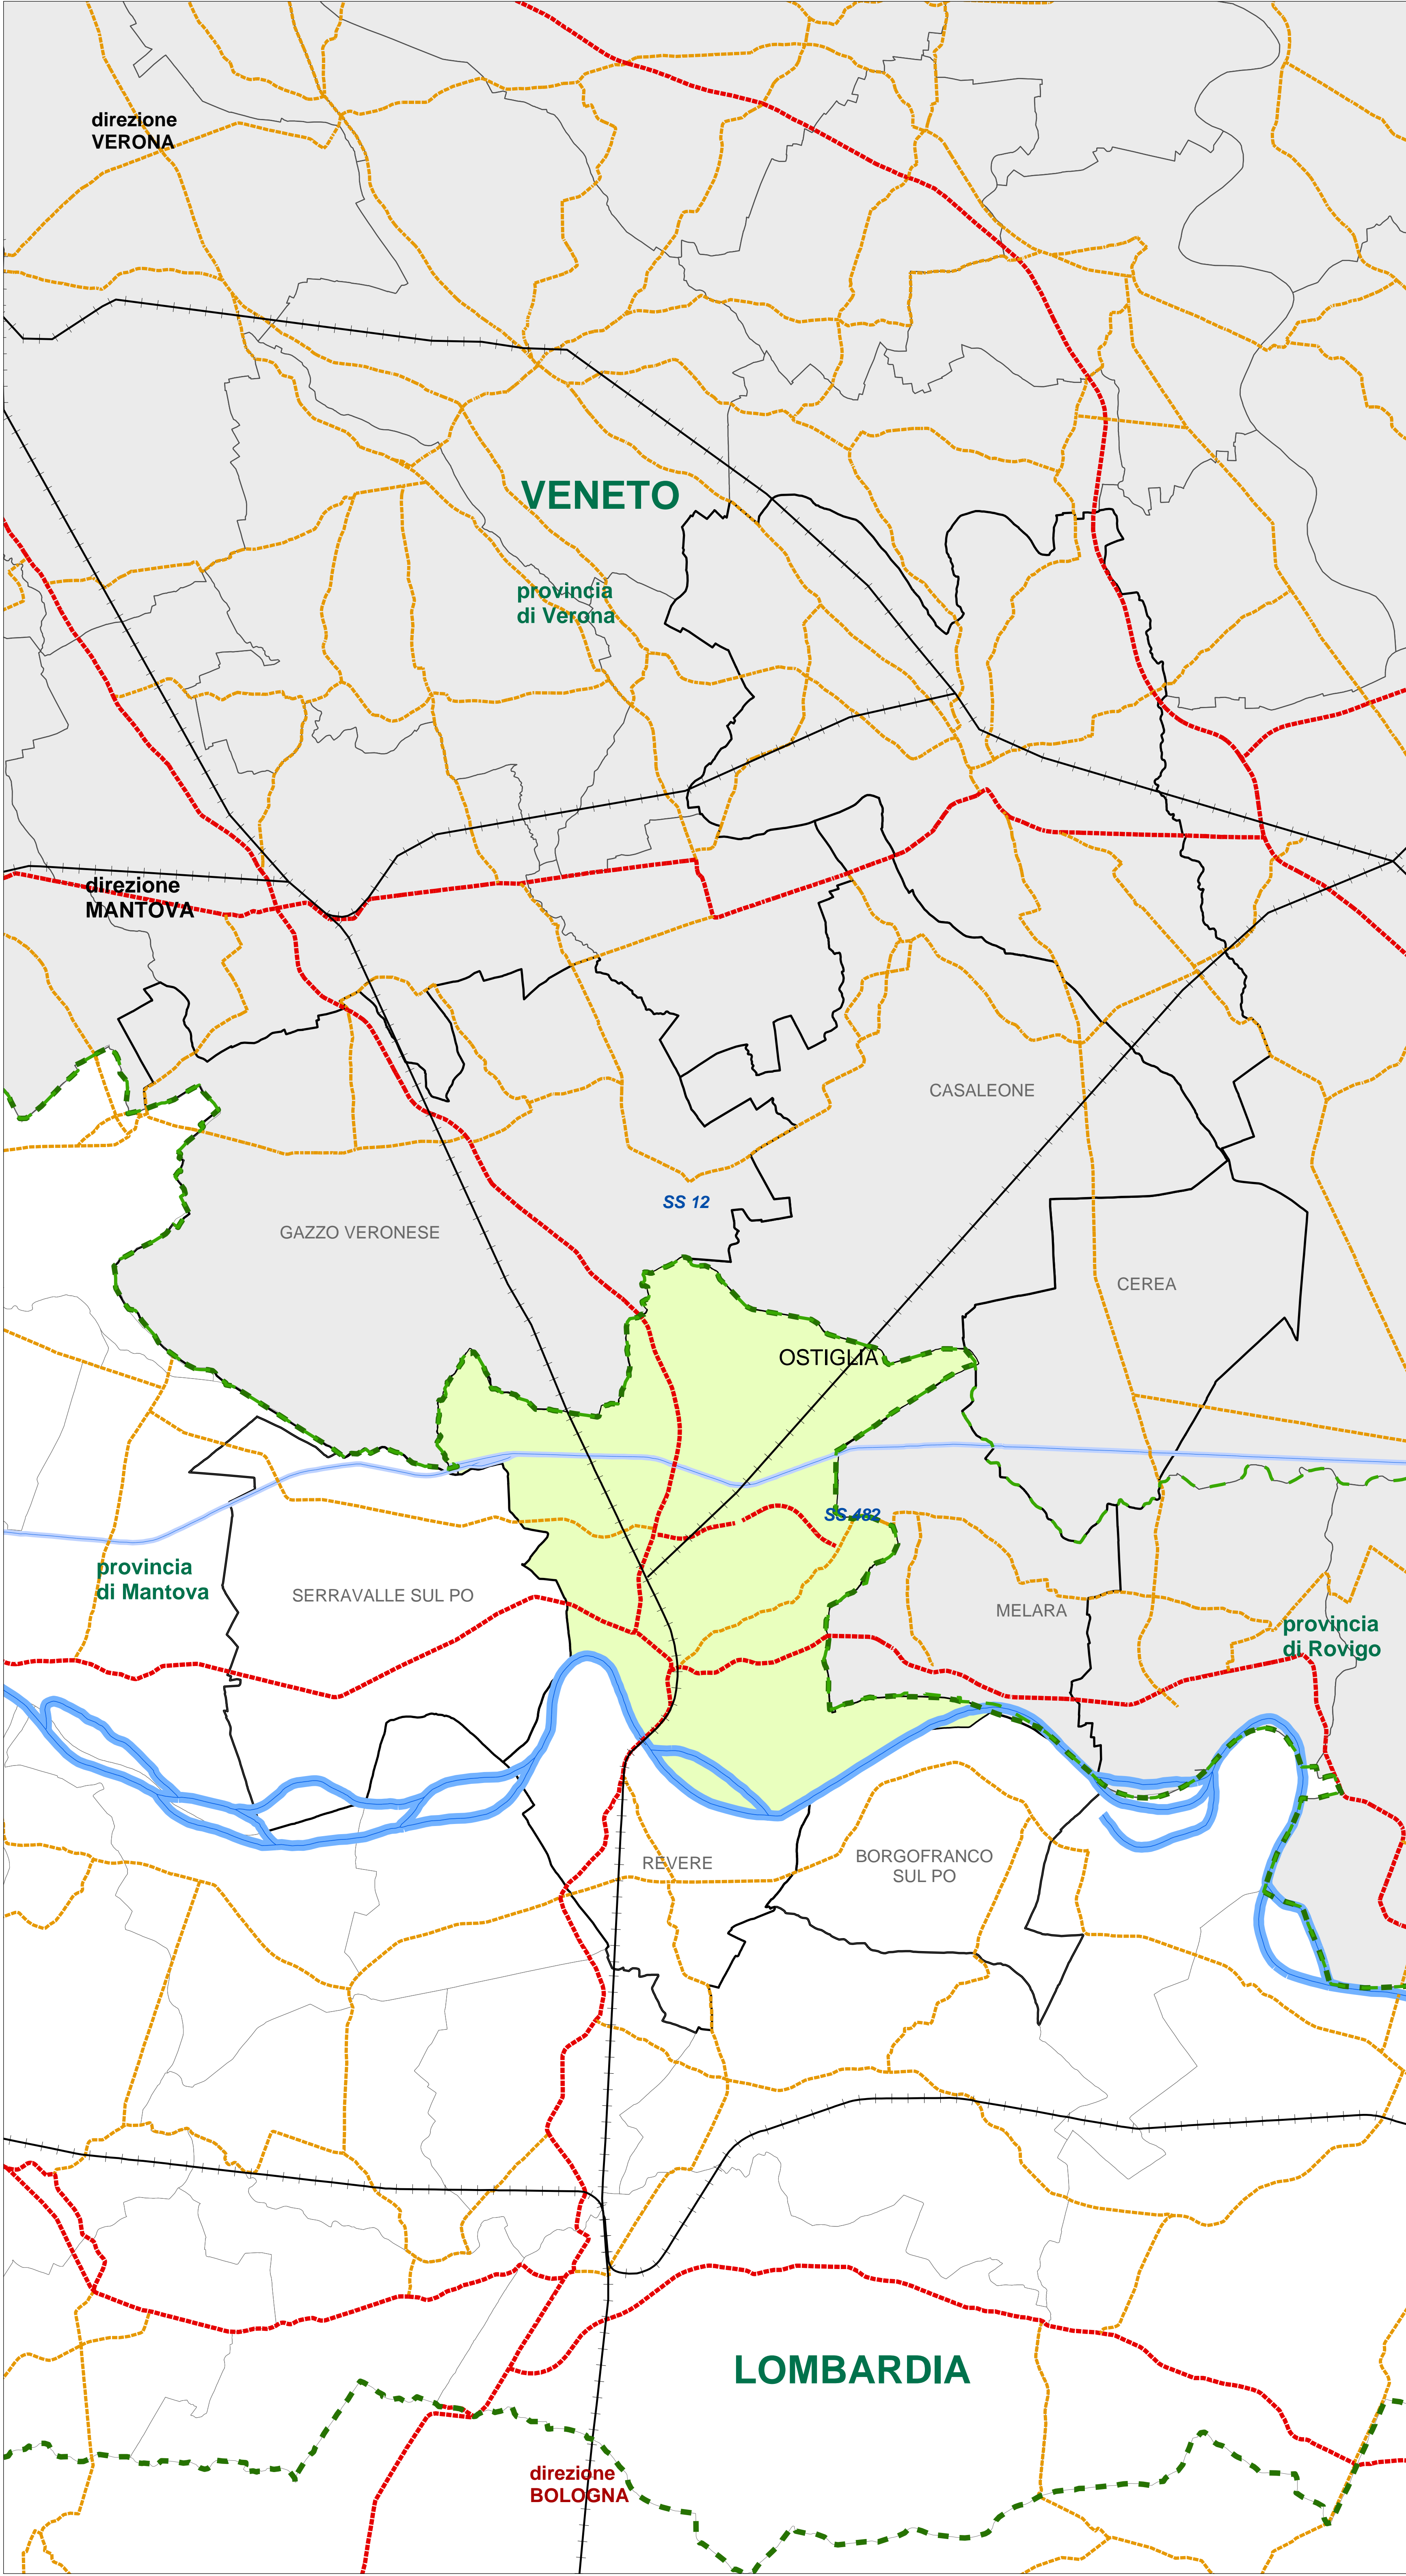 direzione
VERONA
VENETO
provincia
di Verona
direzione
MANTOVA
CASALEONE
SS 12
GAZZO VERONESE
CEREA
OSTIGLIA
SS 482
provincia
di Mantova
SERRAVALLE SUL PO
MELARA
provincia
di Rovigo
REVERE
BORGOFRANCO
SUL PO
LOMBARDIA
direzione
BOLOGNA